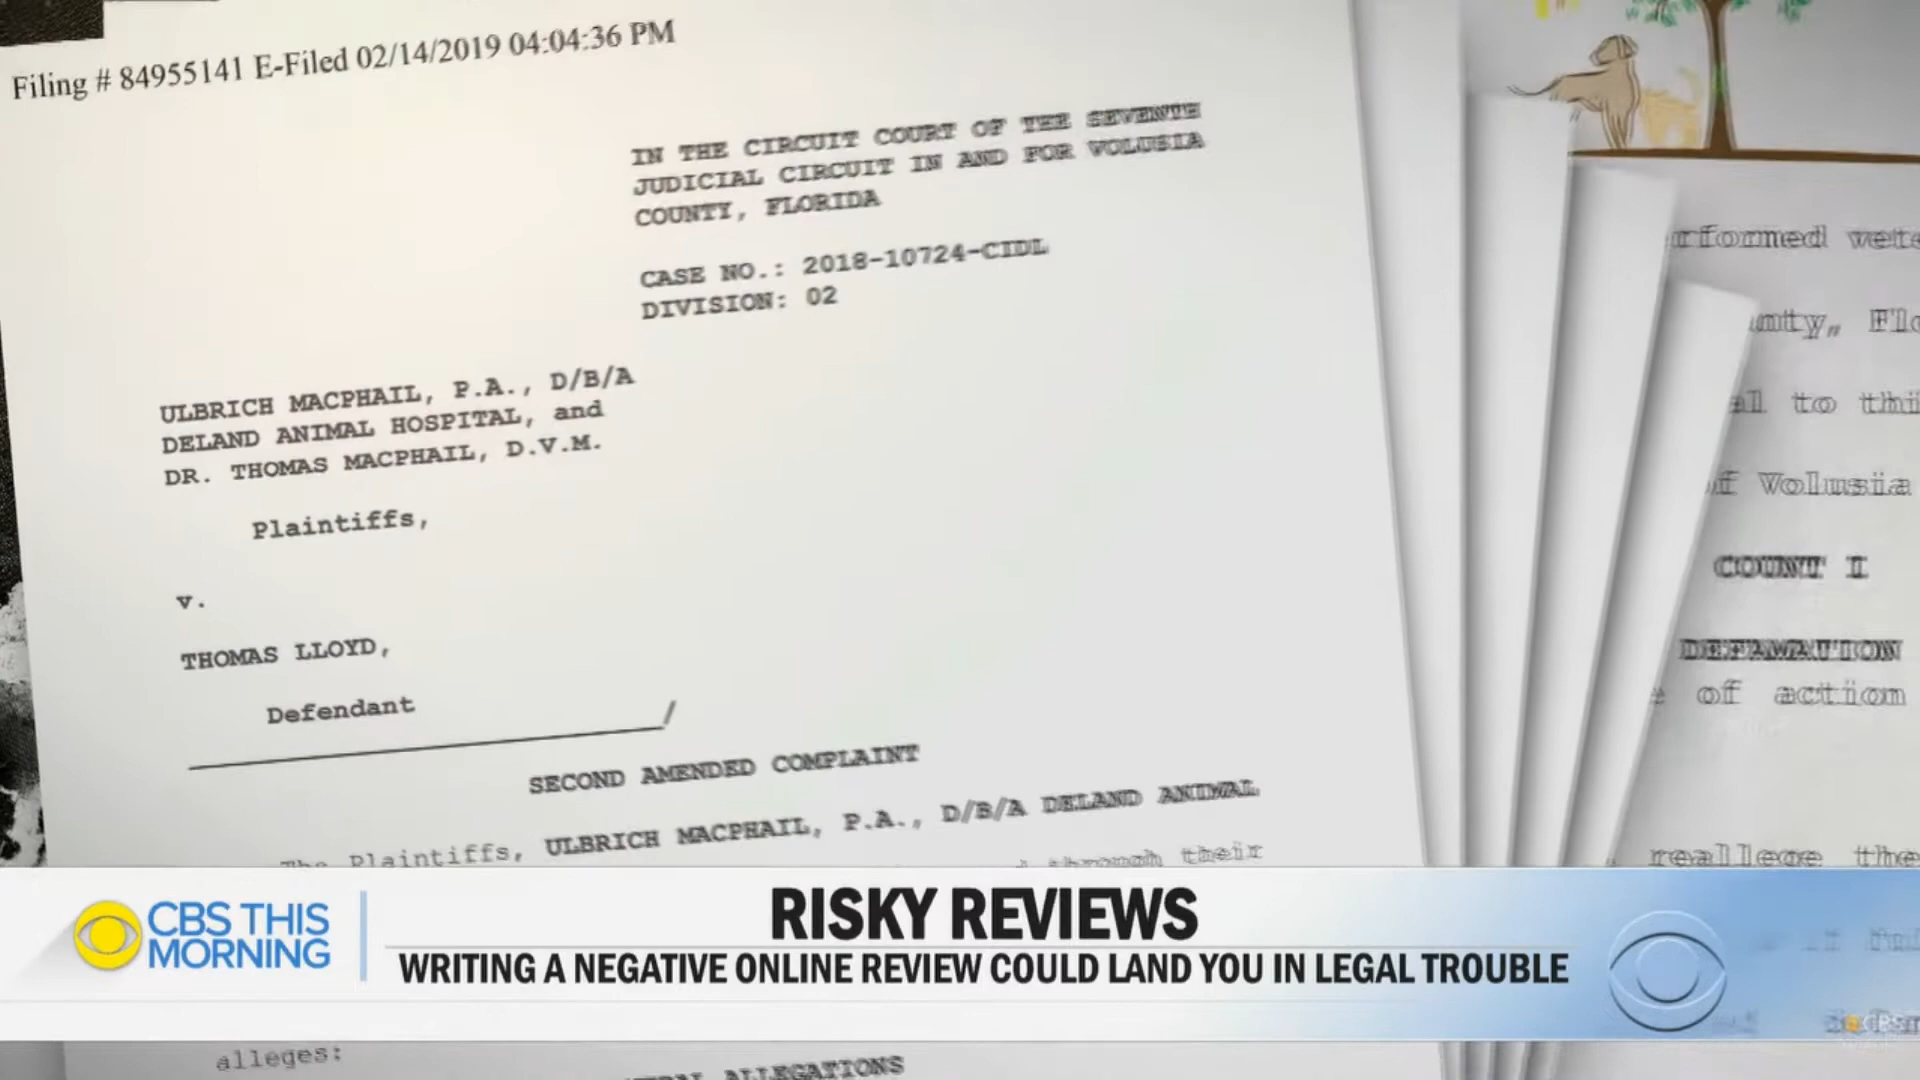 Filing # 84955141 E-Filed 02/14/2019 04:04:36 PM
IN THE CIRCUIT COURT OF THE SEVENTH
JUDICIAL CIRCUIT IN AND FOR VOLUSIA
COUNTY, FLORIDA
CASE NO.: 2018-10724-CIDL
DIVISION: 02
ULBRICH MACPHAIL, P.A., D/B/A
DELAND ANIMAL HOSPITAL, and
DR. THOMAS MACPHAIL, D.V.M.
Plaintiffs,
v.
THOMAS LLOYD,
Defendant
/
SECOND AMENDED COMPLAINT
The Plaintiffs, ULBRICH MACPHAIL, P.A., D/B/A DELAND ANIMAL
through their
alleges:
ALLEGATIONS
rformed vete
unty, Flo
al to thi
of Volusia
COUNT I
DEFAMATION
of action
reallege the
CBS THIS
MORNING
RISKY REVIEWS
WRITING A NEGATIVE ONLINE REVIEW COULD LAND YOU IN LEGAL TROUBLE